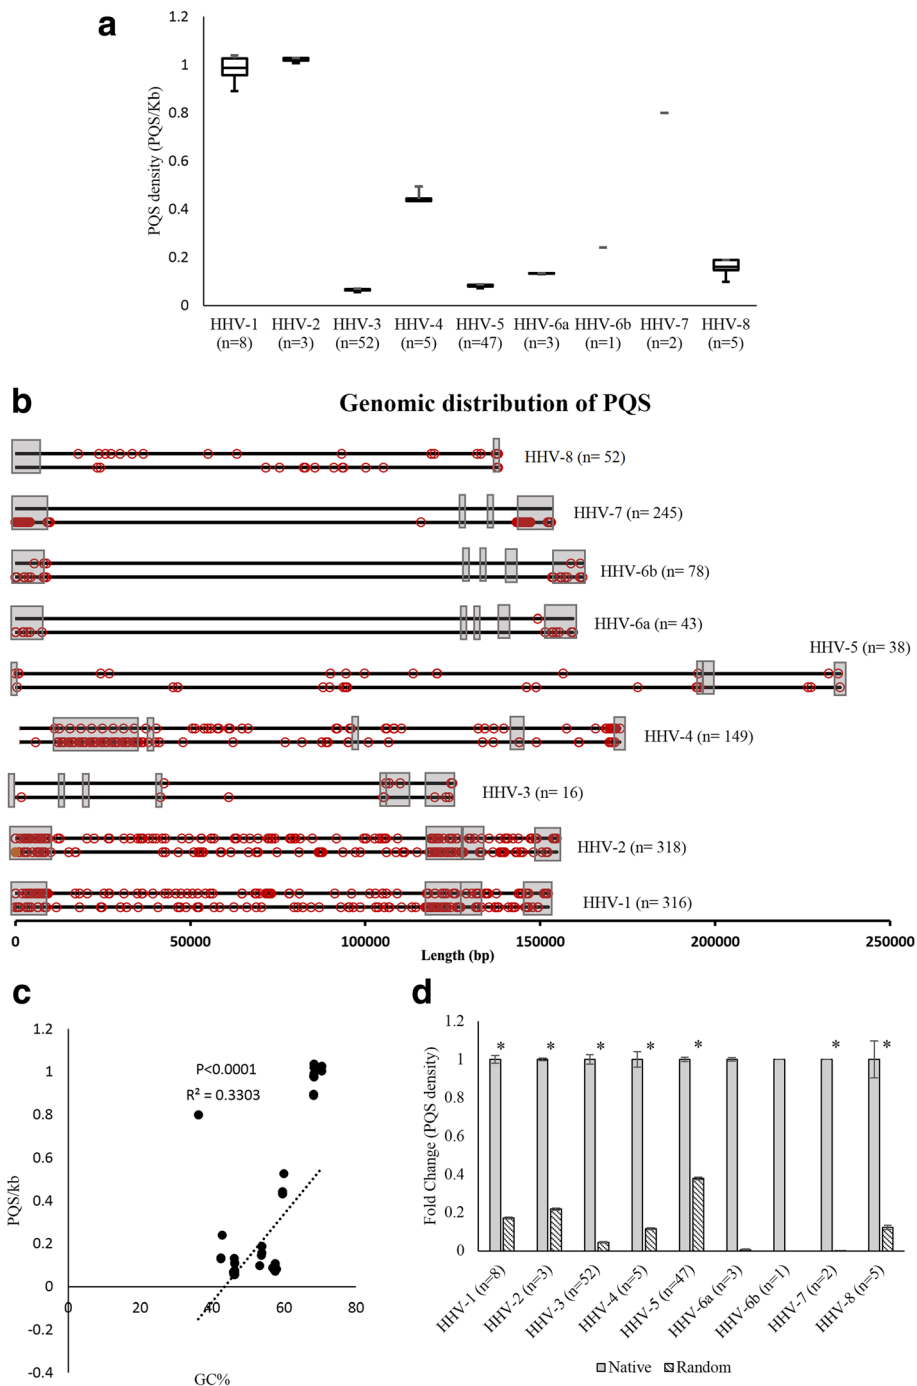 a
1.2
1
0.8
0.6
0.4
0.2
0
PQS density (PQS/Kb)
HHV-1 HHV-2 HHV-3 HHV-4 HHV-5 HHV-6a HHV-6b HHV-7 HHV-8
(n=8) (n=3) (n=52) (n=5) (n=47) (n=3) (n=1) (n=2) (n=5)
b
Genomic distribution of PQS
HHV-8 (n= 52)
HHV-7 (n= 245)
HHV-6b (n= 78)
HHV-6a (n= 43)
HHV-5 (n= 38)
HHV-4 (n= 149)
HHV-3 (n= 16)
HHV-2 (n= 318)
HHV-1 (n= 316)
0 50000 100000 150000 200000 250000
Length (bp)
c
1.2
1
0.8
0.6
0.4
0.2
0
-0.2
-0.4
PQS/kb
P<0.0001
R² = 0.3303
0 20 40 60 80
GC%
d
1.2
1
0.8
0.6
0.4
0.2
0
Fold Change (PQS density)
* * * * * * *
HHV-1 (n=8)
HHV-2 (n=3)
HHV-3 (n=52)
HHV-4 (n=5)
HHV-5 (n=47)
HHV-6a (n=3)
HHV-6b (n=1)
HHV-7 (n=2)
HHV-8 (n=5)
Native Random